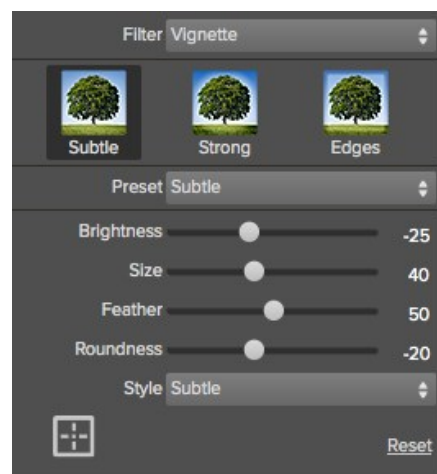 Filter Vignette
Subtle Strong Edges
Preset Subtle
Brightness -25
Size 40
Feather 50
Roundness -20
Style Subtle
Reset